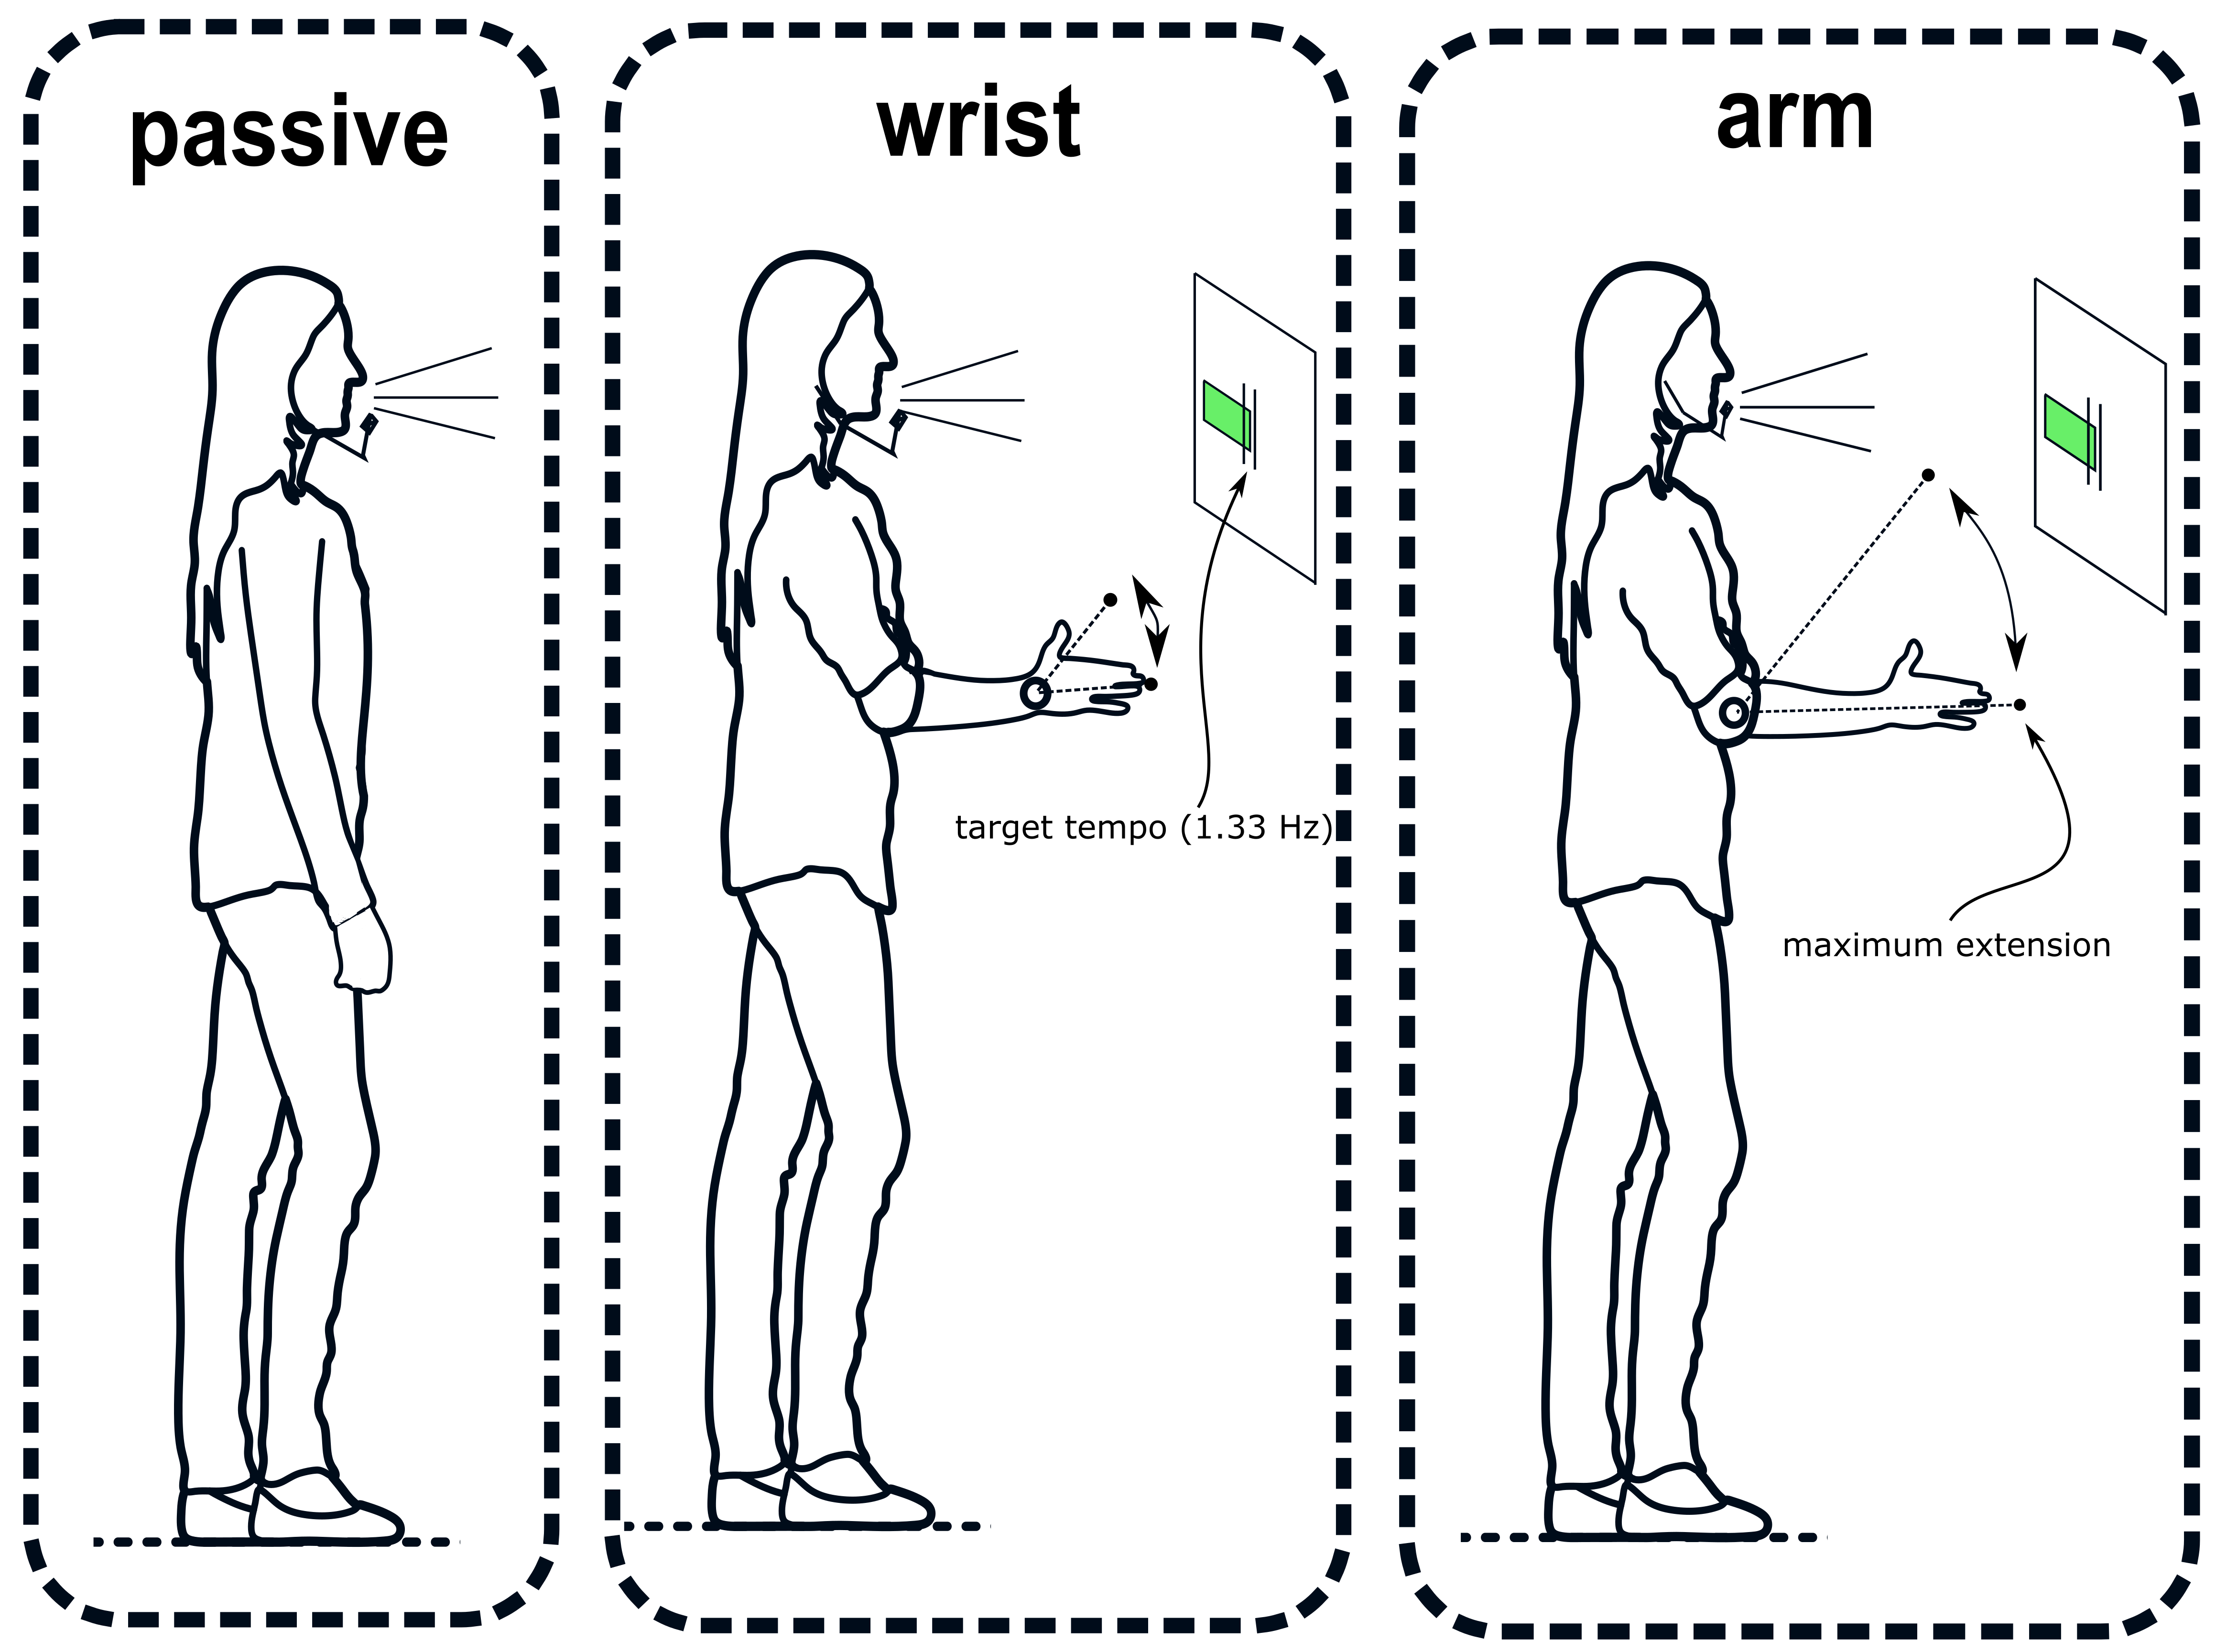 passive
wrist
arm
target tempo (1.33 Hz)
maximum extension